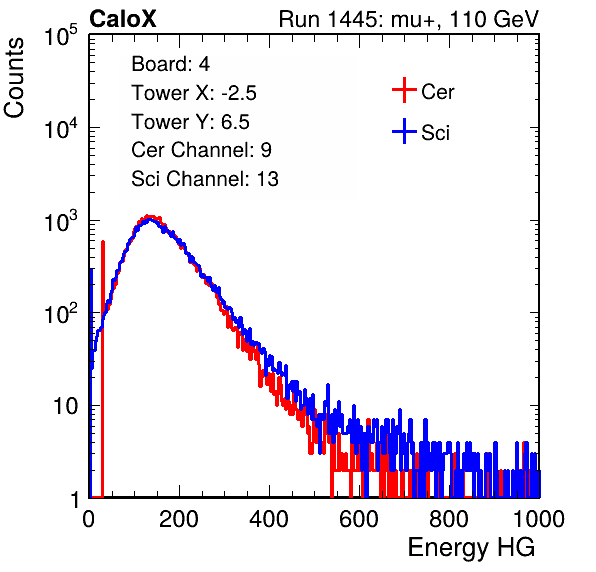 CaloX Run 1445: mu+, 110 GeV
Counts
Board: 4
Tower X: -2.5
Tower Y: 6.5
Cer Channel: 9
Sci Channel: 13
Cer
Sci
10^5
10^4
10^3
10^2
10
1
0 200 400 600 800 1000
Energy HG